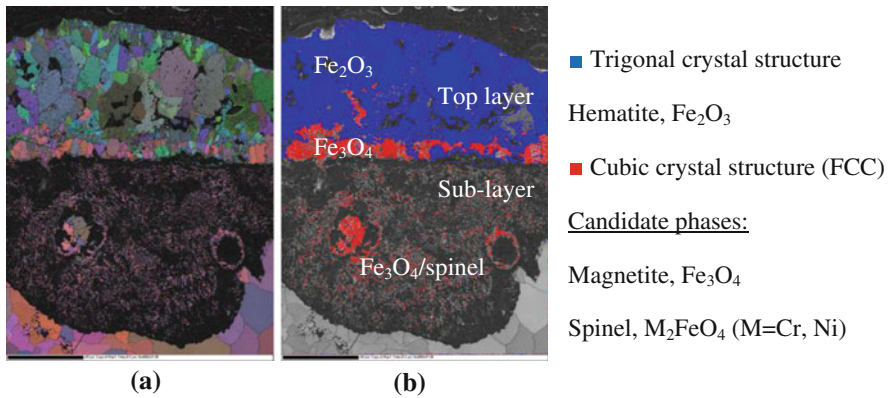 Fe₂O₃
Top layer
Fe₃O₄
Sub-layer
Fe₃O₄/spinel
(a)
(b)
Trigonal crystal structure
Hematite, Fe₂O₃
Cubic crystal structure (FCC)
Candidate phases:
Magnetite, Fe₃O₄
Spinel, M₂FeO₄ (M=Cr, Ni)